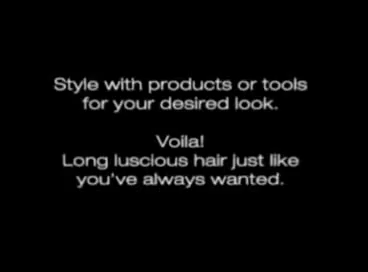 Style with products or tools
for your desired look.
Voila!
Long luscious hair just like
you've always wanted.